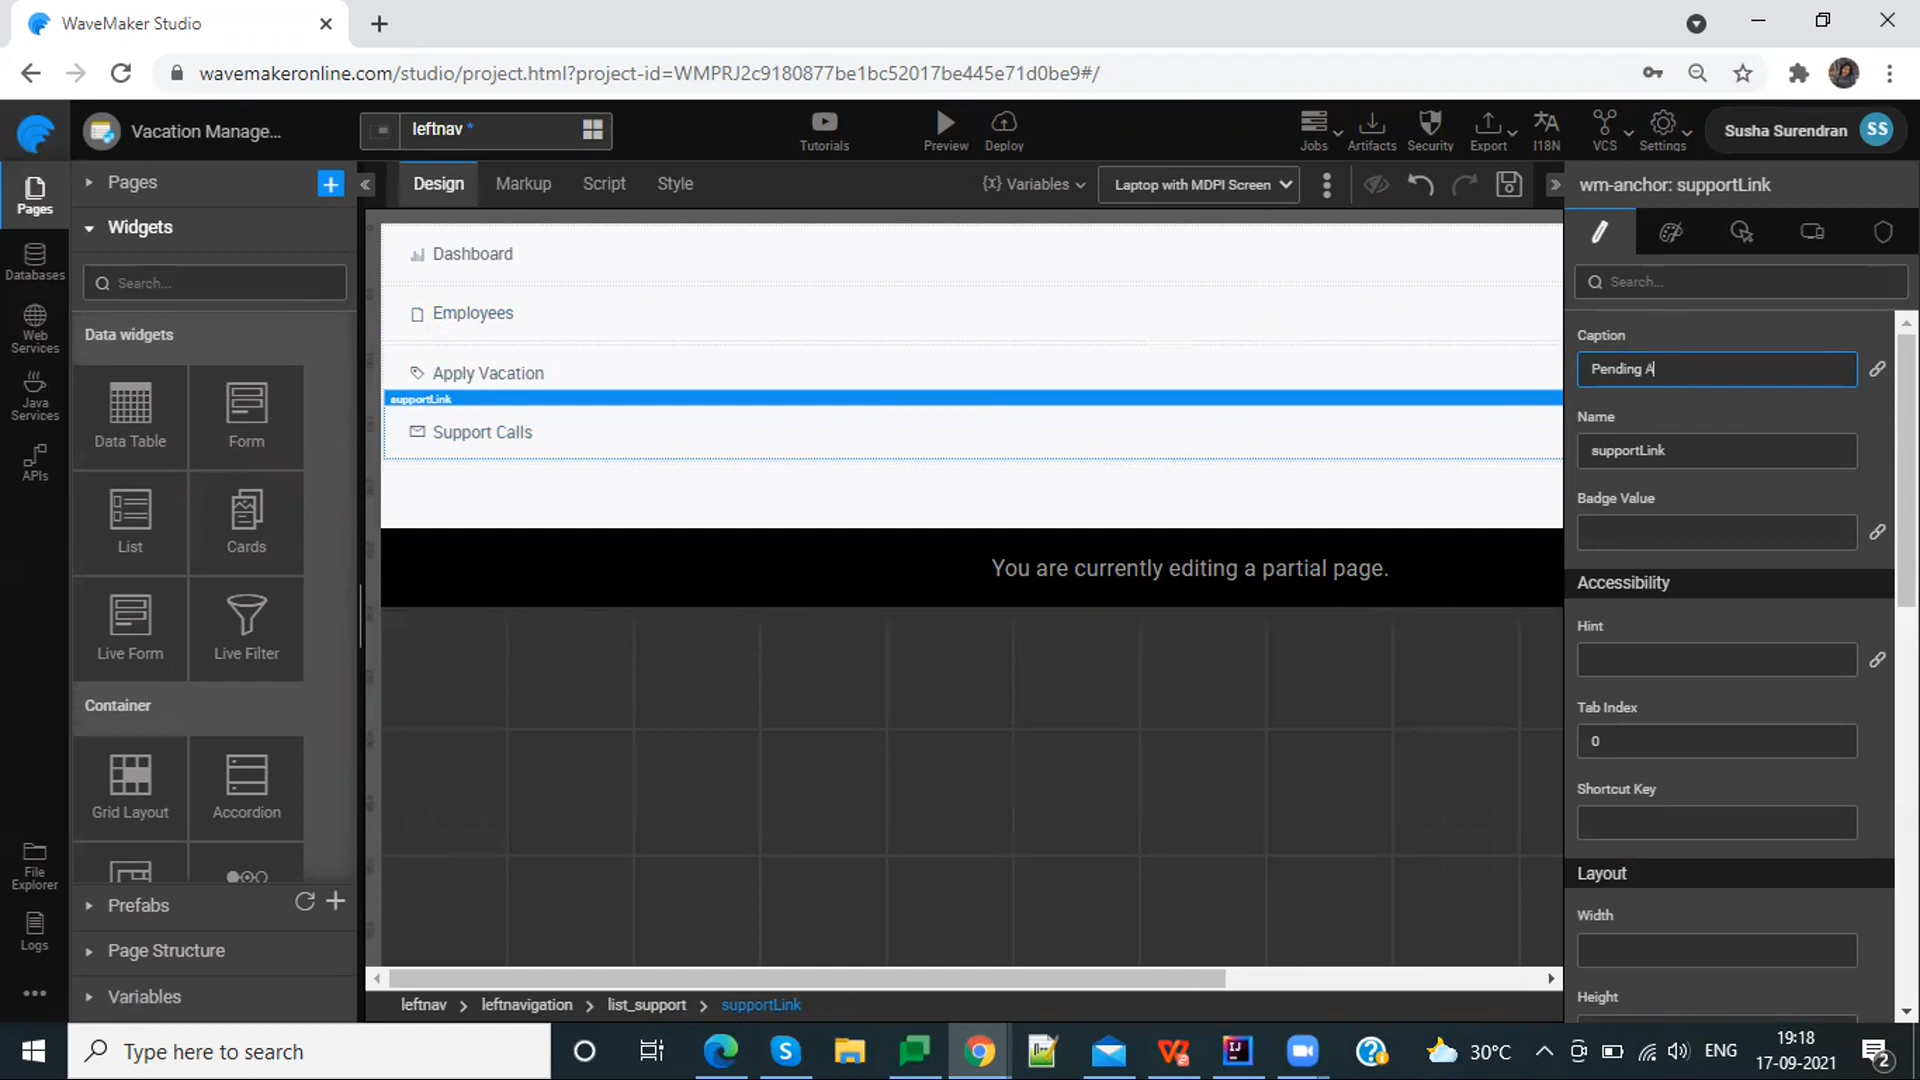 WaveMaker Studio
wavemakeronline.com/studio/project.html?project-id=WMPRJ2c9180877be1bc52017be445e71d0be9#/
Vacation Manage...
leftnav *
Tutorials
Preview
Deploy
Jobs
Artifacts
Security
Export
I18N
VCS
Settings
Susha Surendran
SS
Pages
Databases
Web
Services
Java
Services
APIs
File
Explorer
Logs
Pages
Widgets
Search...
Data widgets
Data Table
Form
List
Cards
Live Form
Live Filter
Container
Grid Layout
Accordion
Prefabs
Page Structure
Variables
Design
Markup
Script
Style
{x} Variables
Laptop with MDPI Screen
Dashboard
Employees
Apply Vacation
supportLink
Support Calls
You are currently editing a partial page.
leftnav
leftnavigation
list_support
supportLink
wm-anchor: supportLink
Search...
Caption
Pending A
Name
supportLink
Badge Value
Accessibility
Hint
Tab Index
0
Shortcut Key
Layout
Width
Height
Type here to search
30°C
ENG
19:18
17-09-2021
2